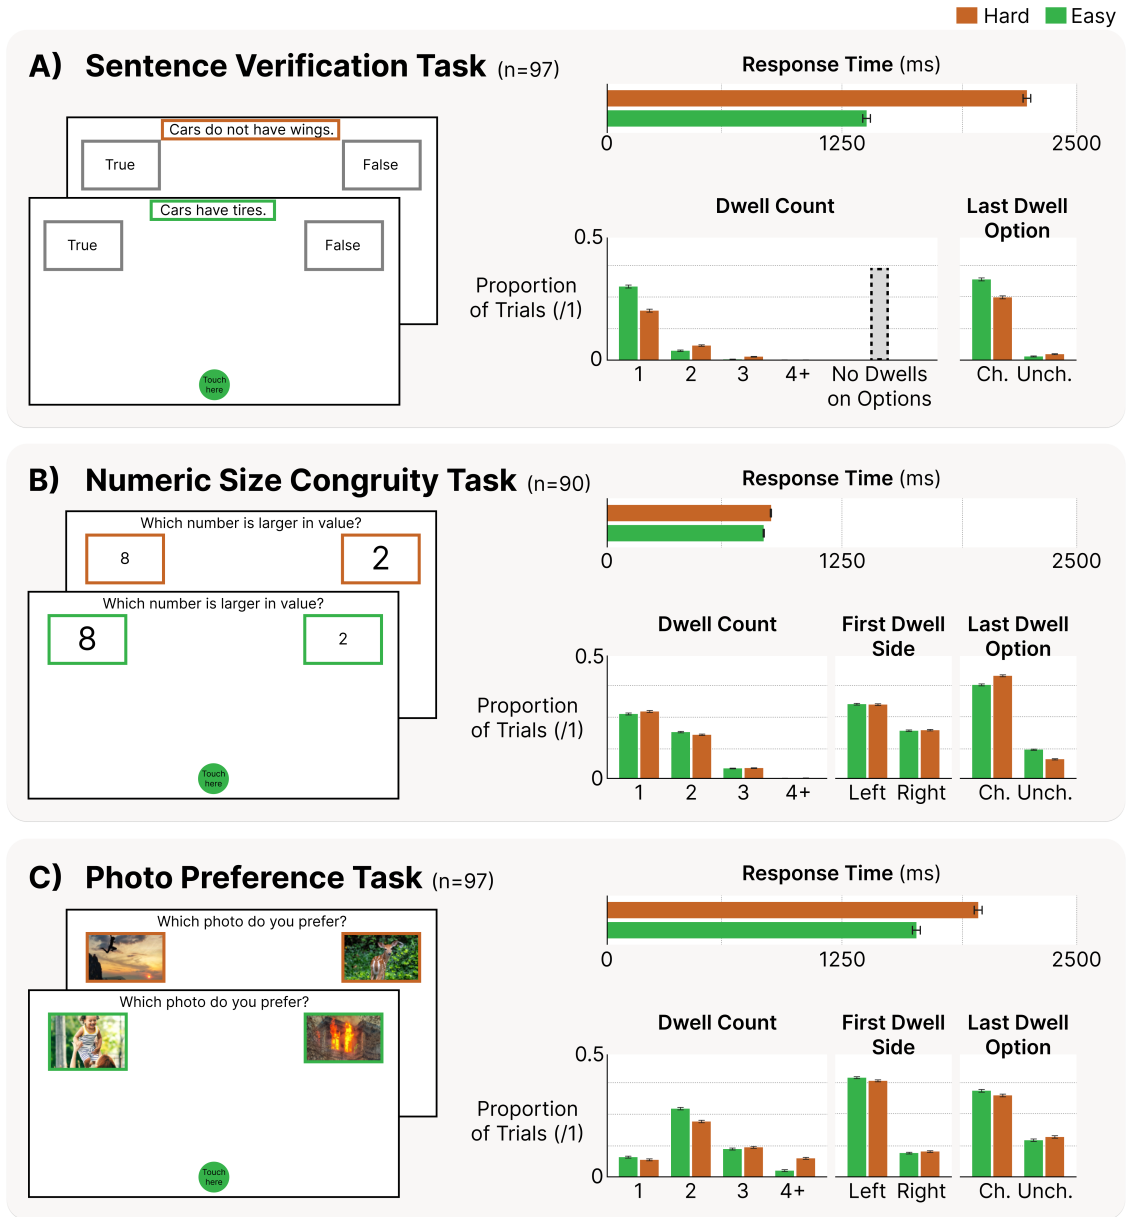 Hard Easy
A) Sentence Verification Task (n=97)
Cars do not have wings.
True False
Cars have tires.
True False
Touch
here
Response Time (ms)
0 1250 2500
Dwell Count
Last Dwell
Option
0.5
Proportion
of Trials (/1)
0
1 2 3 4+ No Dwells
on Options
Ch. Unch.
B) Numeric Size Congruity Task (n=90)
Which number is larger in value?
8 2
Which number is larger in value?
8 2
Touch
here
Response Time (ms)
0 1250 2500
Dwell Count
First Dwell
Side
Last Dwell
Option
0.5
Proportion
of Trials (/1)
0
1 2 3 4+
Left Right
Ch. Unch.
C) Photo Preference Task (n=97)
Which photo do you prefer?
Which photo do you prefer?
Touch
here
Response Time (ms)
0 1250 2500
Dwell Count
First Dwell
Side
Last Dwell
Option
0.5
Proportion
of Trials (/1)
0
1 2 3 4+
Left Right
Ch. Unch.